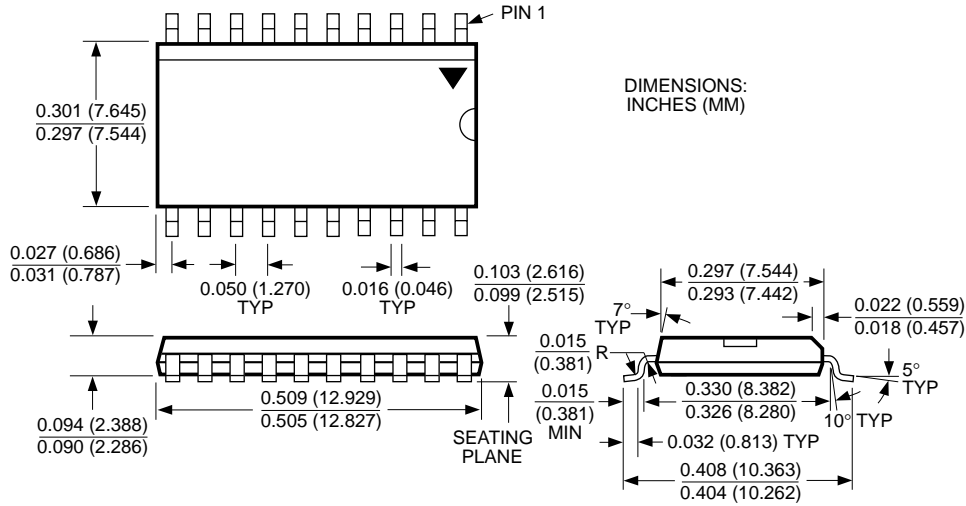 PIN 1
DIMENSIONS:
INCHES (MM)
0.301 (7.645)
0.297 (7.544)
0.027 (0.686)
0.031 (0.787)
0.050 (1.270)
TYP
0.016 (0.046)
TYP
0.103 (2.616)
0.099 (2.515)
0.297 (7.544)
0.293 (7.442)
0.022 (0.559)
0.018 (0.457)
7°
TYP
0.015
(0.381)
R
5°
TYP
0.015
(0.381)
MIN
0.330 (8.382)
0.326 (8.280)
10° TYP
0.094 (2.388)
0.090 (2.286)
0.509 (12.929)
0.505 (12.827)
SEATING
PLANE
0.032 (0.813) TYP
0.408 (10.363)
0.404 (10.262)